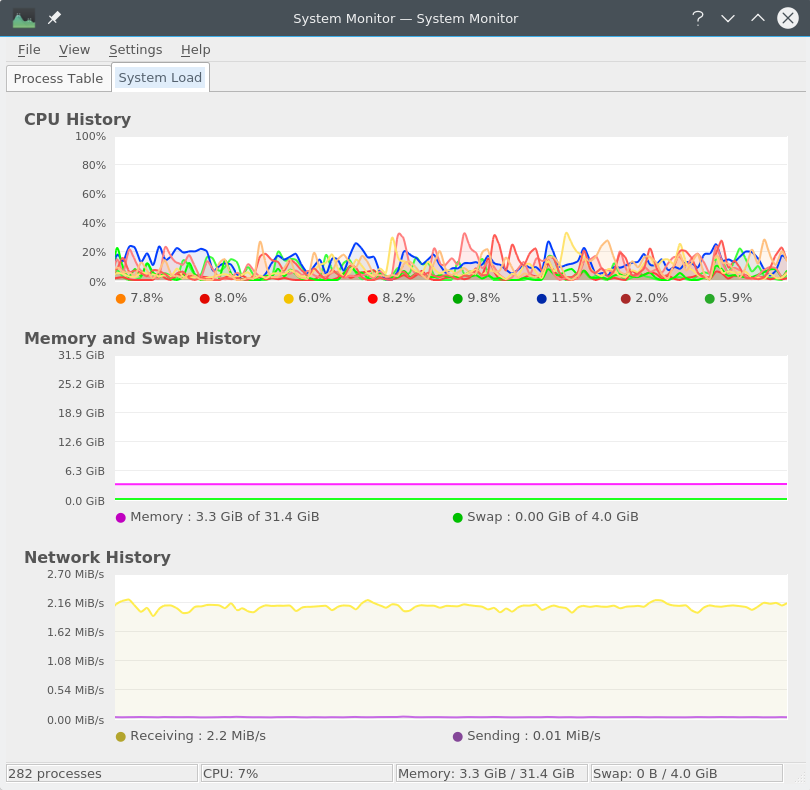 System Monitor — System Monitor
File View Settings Help
Process Table System Load
CPU History
100%
80%
60%
40%
20%
0%
7.8% 8.0% 6.0% 8.2% 9.8% 11.5% 2.0% 5.9%
Memory and Swap History
31.5 GiB
25.2 GiB
18.9 GiB
12.6 GiB
6.3 GiB
0.0 GiB
Memory : 3.3 GiB of 31.4 GiB Swap : 0.00 GiB of 4.0 GiB
Network History
2.70 MiB/s
2.16 MiB/s
1.62 MiB/s
1.08 MiB/s
0.54 MiB/s
0.00 MiB/s
Receiving : 2.2 MiB/s Sending : 0.01 MiB/s
282 processes CPU: 7% Memory: 3.3 GiB / 31.4 GiB Swap: 0 B / 4.0 GiB